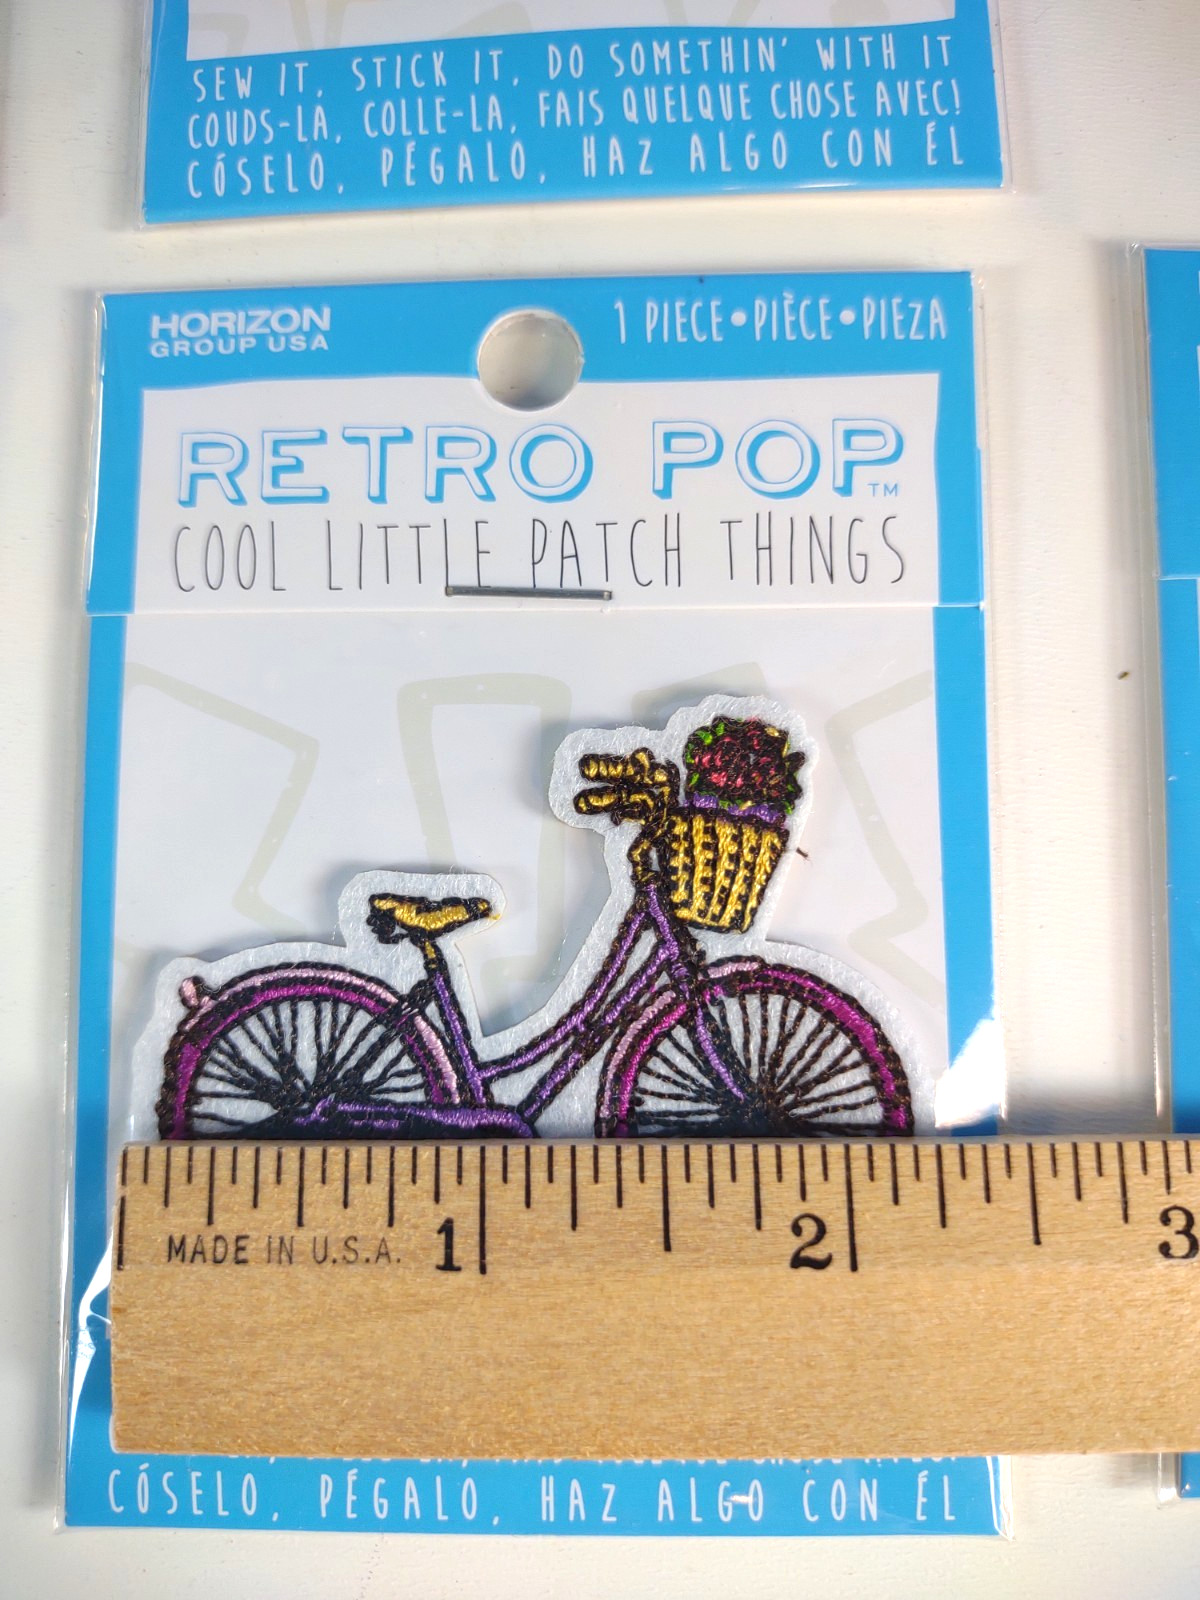 SEW IT, STICK IT, DO SOMETHIN' WITH IT
COUDS-LA, COLLE-LA, FAIS QUELQUE CHOSE AVEC!
CÓSELO, PÉGALO, HAZ ALGO CON ÉL
HORIZON
GROUP USA
1 PIECE•PIÈCE•PIEZA
RETRO POP™
COOL LITTLE PATCH THINGS
1 2 3
MADE IN U.S.A.
CÓSELO, PÉGALO, HAZ ALGO CON ÉL